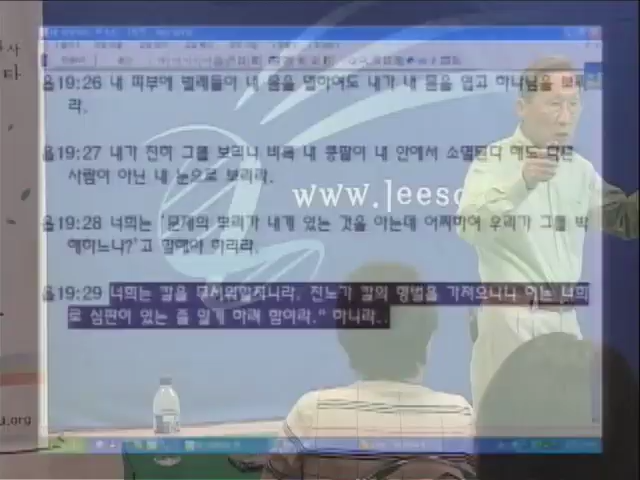 욥19:26 내 피부에 벌레들이 내 몸을 멸하여도 내가 내 몸을 입고 하나님을 보리
라.
욥19:27 내가 친히 그를 보리니 비록 내 콩팥이 내 안에서 소멸된다 해도 다른
사람이 아닌 내 눈으로 보리라.
www.Jeeso
욥19:28 너희는 '문제의 뿌리가 내게 있는 것을 아는데 어찌하여 우리가 그를 박
해하느냐?'고 말해야 하리라.
욥19:29 너희는 칼을 무서워할지니라. 진노가 칼의 형벌을 가져오나니 이는 너희
로 심판이 있는 줄 알게 하려 함이라." 하니라.
u.org